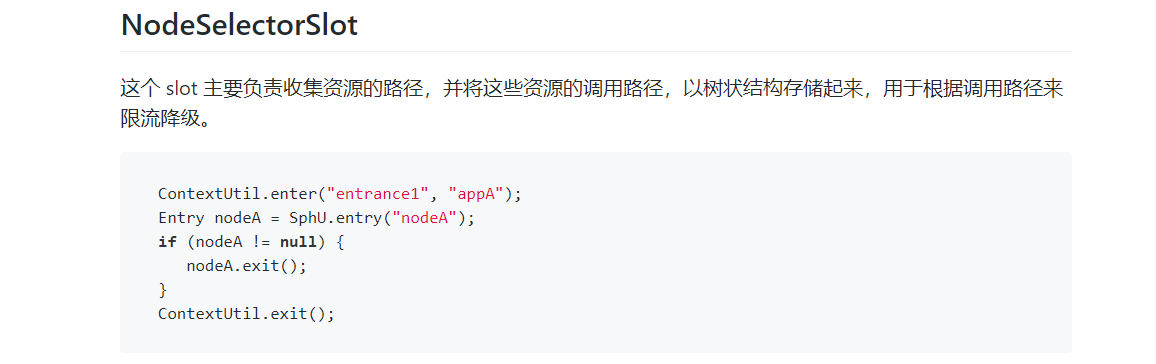 NodeSelectorSlot
这个 slot 主要负责收集资源的路径，并将这些资源的调用路径，以树状结构存储起来，用于根据调用路径来
限流降级。
ContextUtil.enter("entrance1", "appA");
Entry nodeA = SphU.entry("nodeA");
if (nodeA != null) {
   nodeA.exit();
}
ContextUtil.exit();